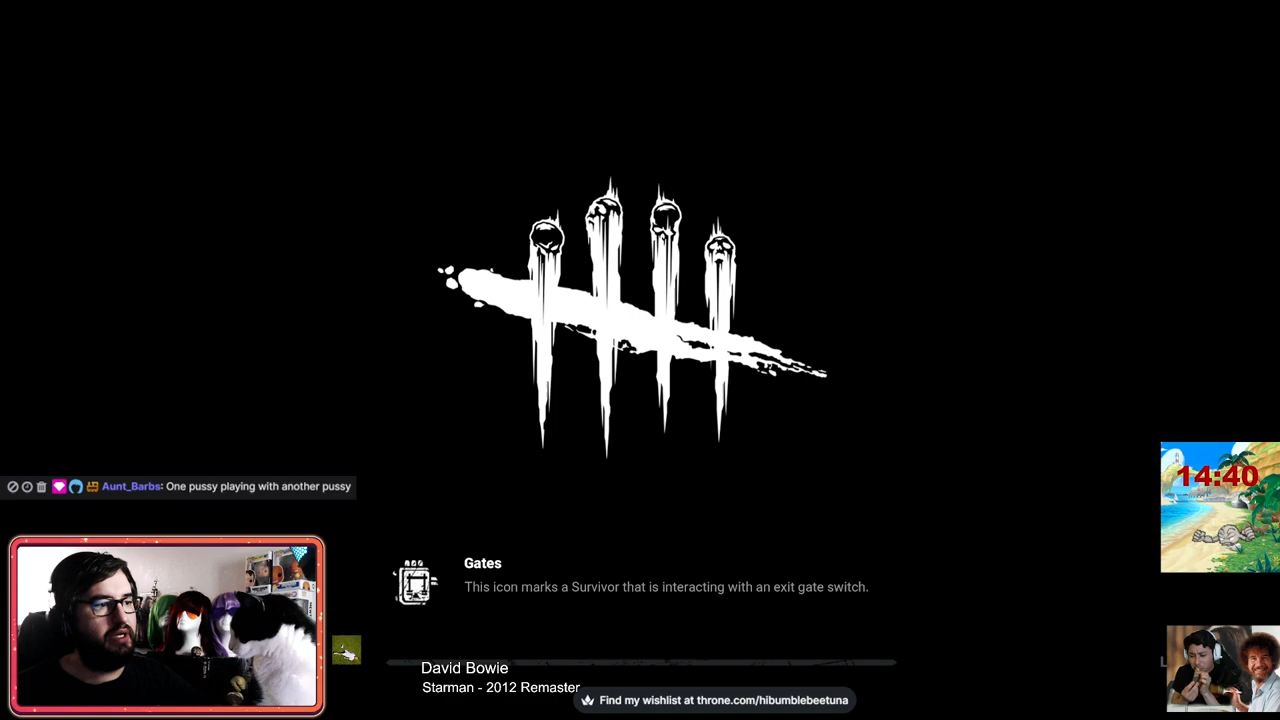 14:40
Aunt_Barbs: One pussy playing with another pussy
Gates
This icon marks a Survivor that is interacting with an exit gate switch.
David Bowie
Starman - 2012 Remaster
Find my wishlist at throne.com/hibumblebeetuna